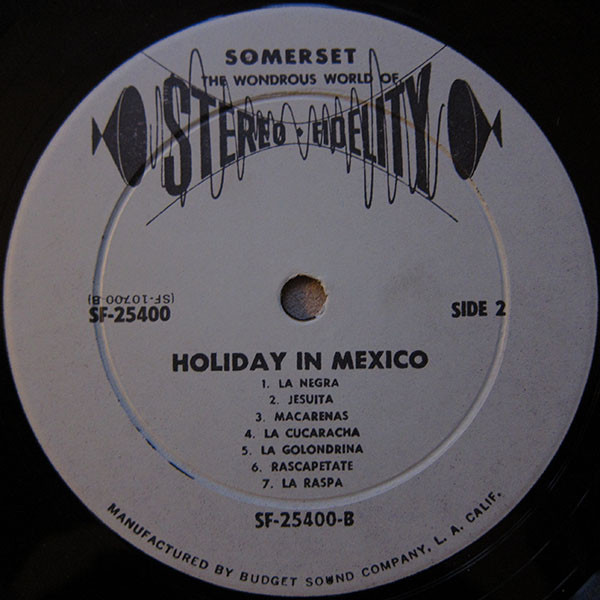 SOMERSET
THE WONDROUS WORLD OF
STEREO • FIDELITY
(SF-10700-B)
SF-25400
SIDE 2
HOLIDAY IN MEXICO
1. LA NEGRA
2. JESUITA
3. MACARENAS
4. LA CUCARACHA
5. LA GOLONDRINA
6. RASCAPETATE
7. LA RASPA
SF-25400-B
MANUFACTURED BY BUDGET SOUND COMPANY, L. A. CALIF.